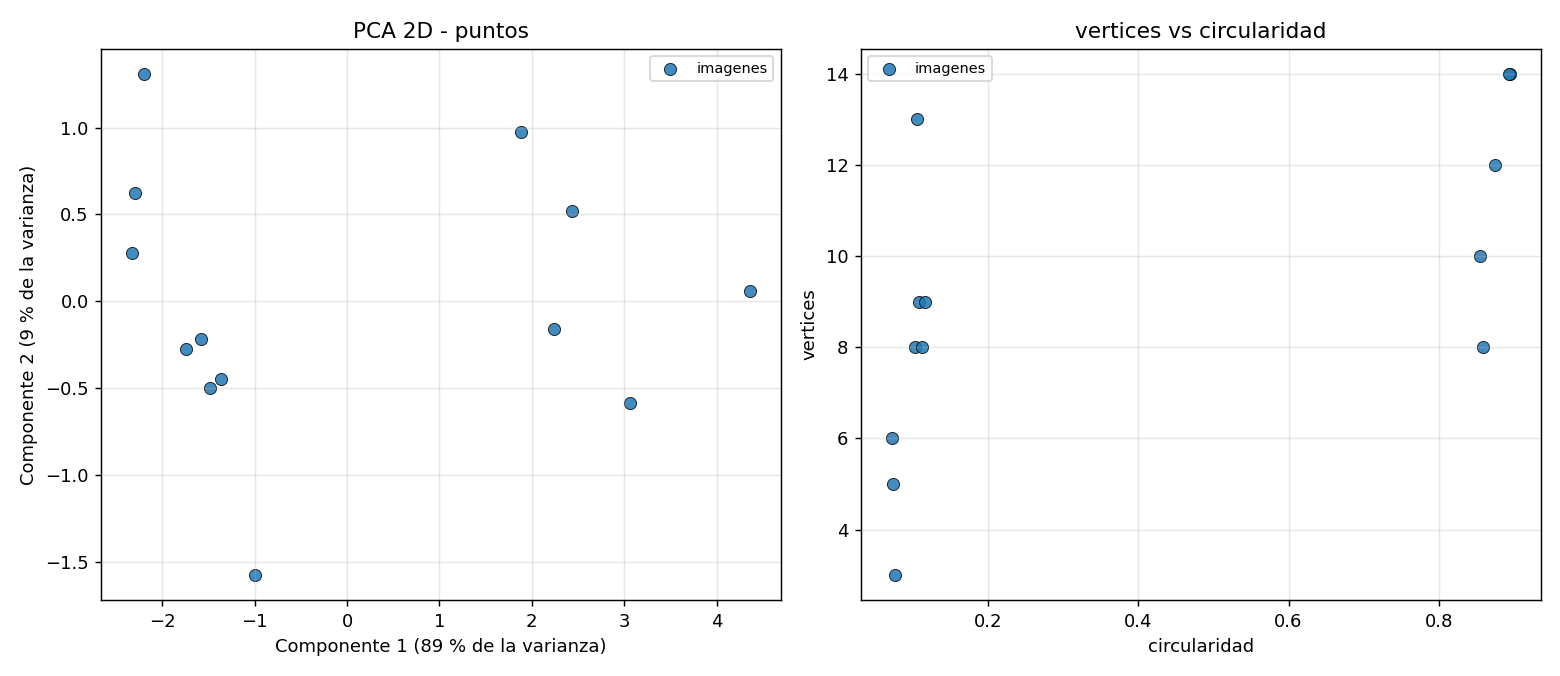 PCA 2D - puntos
imagenes
1.0
0.5
0.0
−0.5
−1.0
−1.5
Componente 2 (9 % de la varianza)
−2 −1 0 1 2 3 4
Componente 1 (89 % de la varianza)
vertices vs circularidad
imagenes
14
12
10
8
6
4
vertices
0.2 0.4 0.6 0.8
circularidad